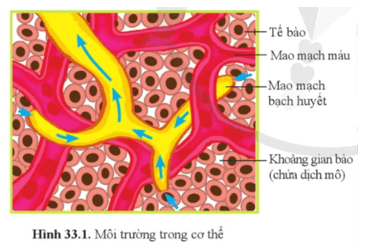 Tế bào
Mao mạch máu
Mao mạch
bạch huyết
Khoảng gian bào
(chứa dịch mô)
Hình 33.1. Môi trường trong cơ thể